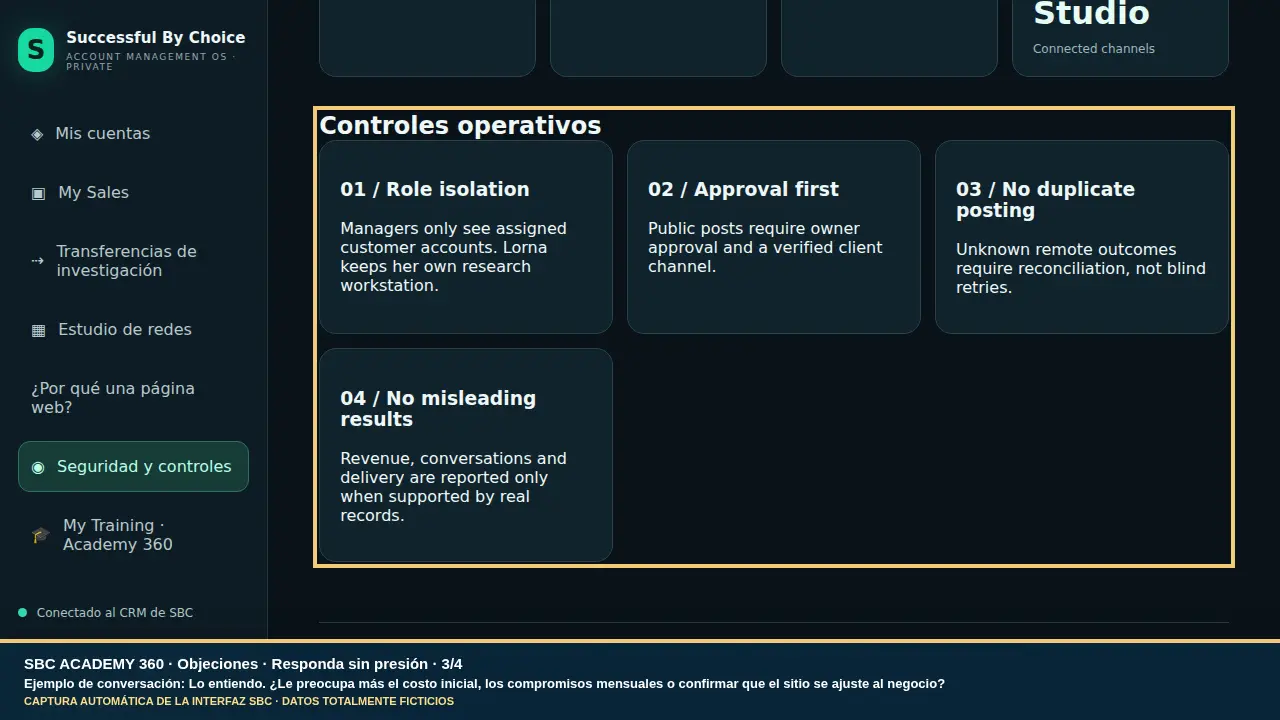 S
Successful By Choice
ACCOUNT MANAGEMENT OS ·
PRIVATE
◈ Mis cuentas
▣ My Sales
⇢ Transferencias de
investigación
▦ Estudio de redes
¿Por qué una página
web?
◉ Seguridad y controles
🎓 My Training ·
Academy 360
Conectado al CRM de SBC
Studio
Connected channels
Controles operativos
01 / Role isolation
Managers only see assigned
customer accounts. Lorna
keeps her own research
workstation.
02 / Approval first
Public posts require owner
approval and a verified client
channel.
03 / No duplicate
posting
Unknown remote outcomes
require reconciliation, not blind
retries.
04 / No misleading
results
Revenue, conversations and
delivery are reported only
when supported by real
records.
SBC ACADEMY 360 · Objeciones · Responda sin presión · 3/4
Ejemplo de conversación: Lo entiendo. ¿Le preocupa más el costo inicial, los compromisos mensuales o confirmar que el sitio se ajuste al negocio?
CAPTURA AUTOMÁTICA DE LA INTERFAZ SBC · DATOS TOTALMENTE FICTICIOS